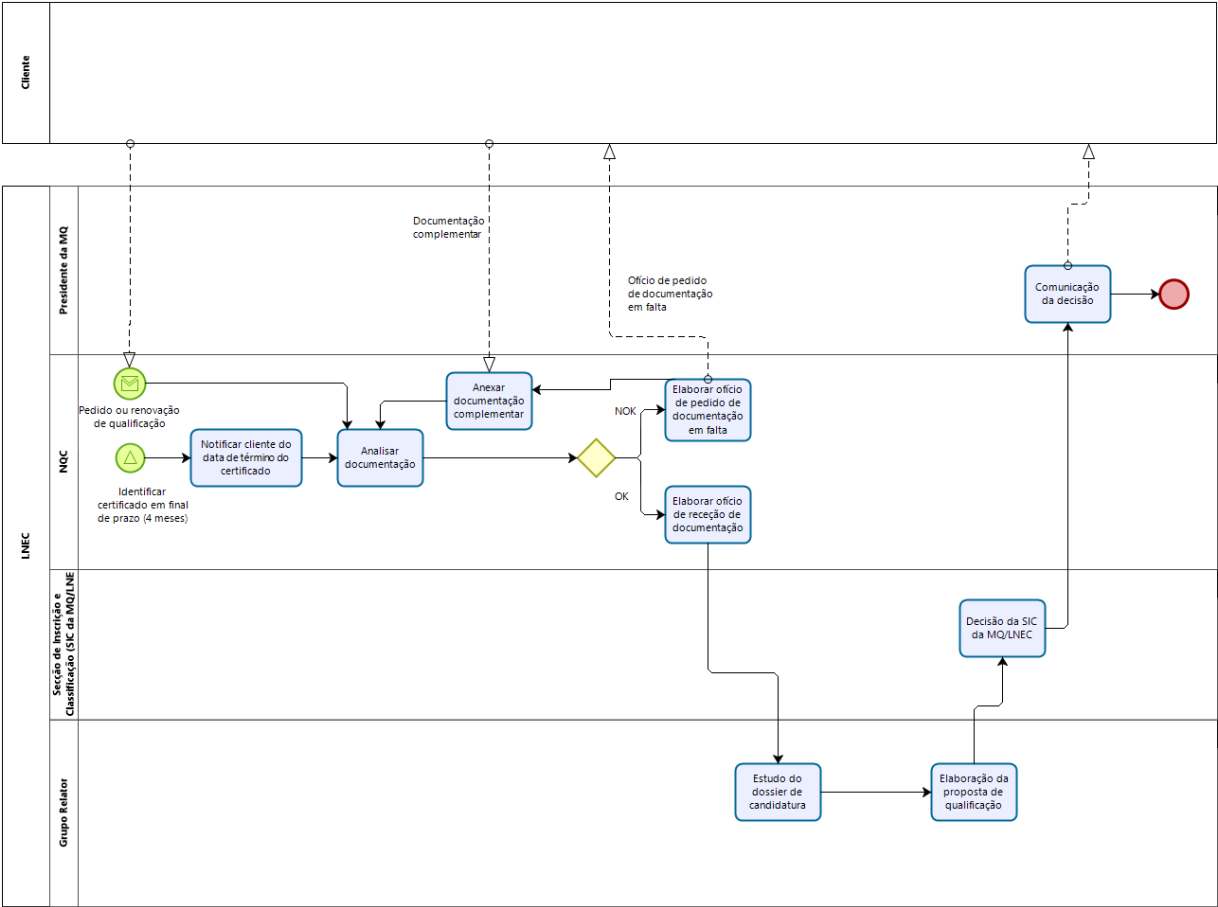 Cliente
LNEC
Presidente da MQ
Documentação
complementar
Ofício de pedido
de documentação
em falta
Comunicação
da decisão
NQC
Pedido ou renovação
de qualificação
Identificar
certificado em final
de prazo (4 meses)
Notificar cliente do
data de término do
certificado
Analisar
documentação
Anexar
documentação
complementar
NOK
OK
Elaborar ofício
de pedido de
documentação
em falta
Elaborar ofício
de receção de
documentação
Secção de Inscrição e
Classificação (SIC da MQ/LNE
Decisão da SIC
da MQ/LNEC
Grupo Relator
Estudo do
dossier de
candidatura
Elaboração da
proposta de
qualificação